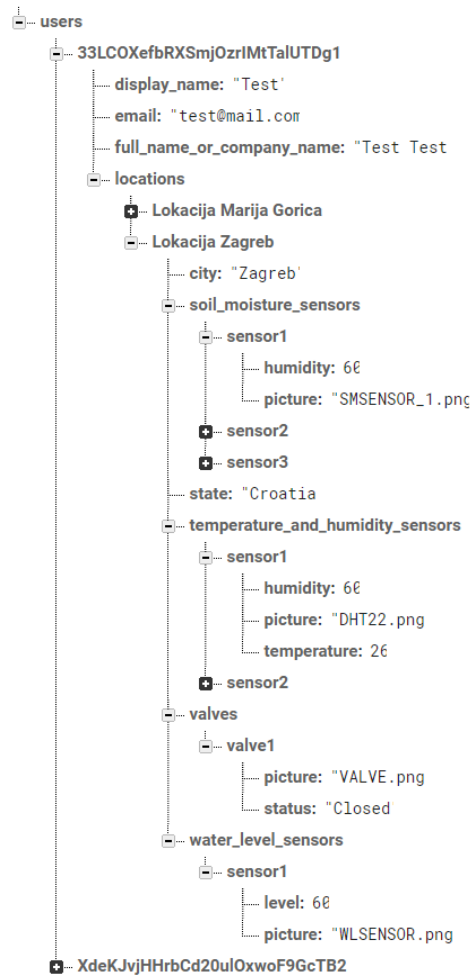 users
33LCOXefbRXSmjOzrIMtTalUTDg1
display_name: "Test"
email: "test@mail.com
full_name_or_company_name: "Test Test
locations
Lokacija Marija Gorica
Lokacija Zagreb
city: "Zagreb'
soil_moisture_sensors
sensor1
humidity: 60
picture: "SMSENSOR_1.png
sensor2
sensor3
state: "Croatia
temperature_and_humidity_sensors
sensor1
humidity: 60
picture: "DHT22.png
temperature: 26
sensor2
valves
valve1
picture: "VALVE.png
status: "Closed
water_level_sensors
sensor1
level: 60
picture: "WLSENSOR.png
XdeKJvjHHrbCd20ulOxwoF9GcTB2